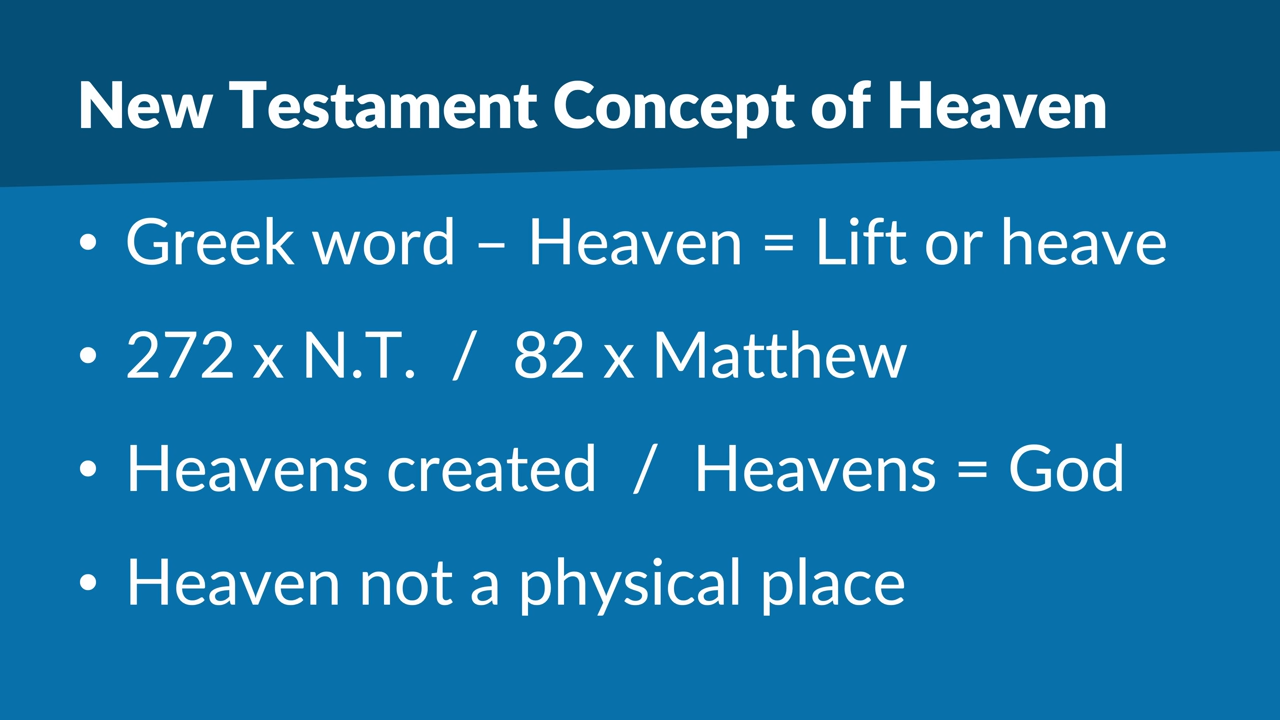 New Testament Concept of Heaven
• Greek word – Heaven = Lift or heave
• 272 x N.T. / 82 x Matthew
• Heavens created / Heavens = God
• Heaven not a physical place